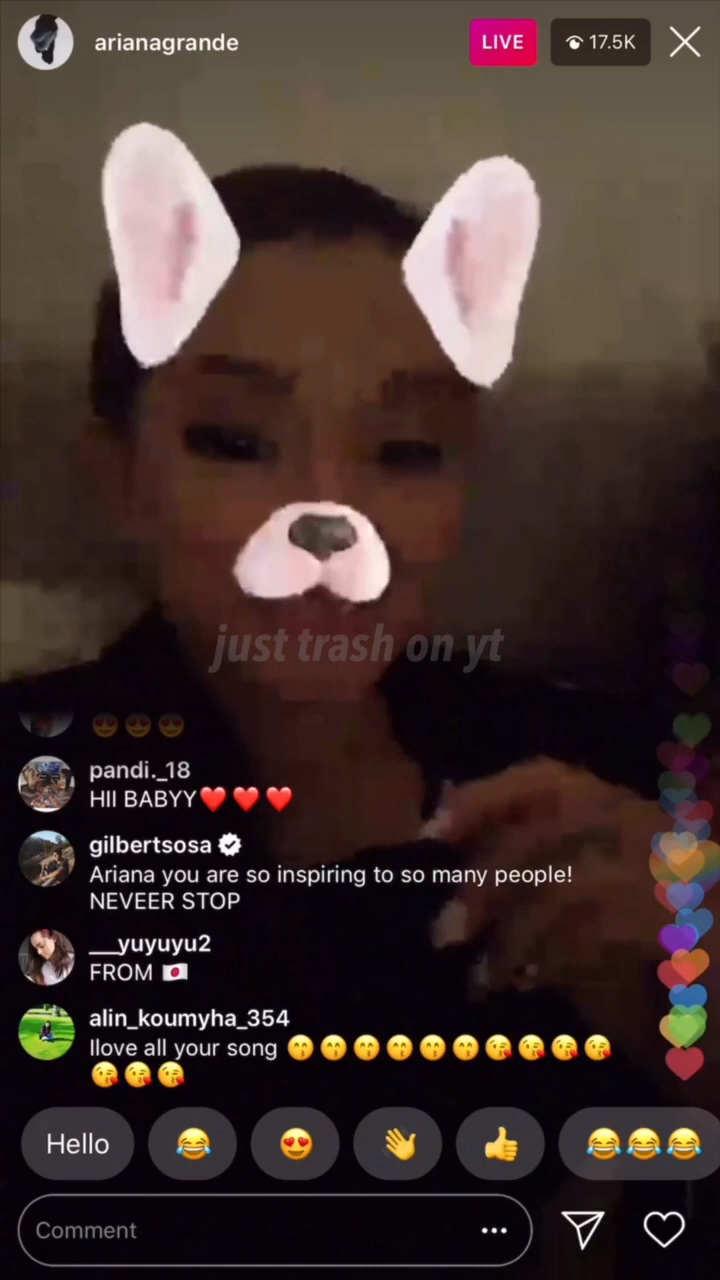 arianagrande
LIVE
17.5K
just trash on yt
😍😍😍
pandi._18
HII BABYY❤️❤️❤️
gilbertsosa
Ariana you are so inspiring to so many people!
NEVEER STOP
___yuyuyu2
FROM 🇯🇵
alin_koumyha_354
Ilove all your song 😙😙😙😙😙😙😘😘😘😘
😘😘😘
Hello
😂
😍
👋
👍
😂😂😂
Comment